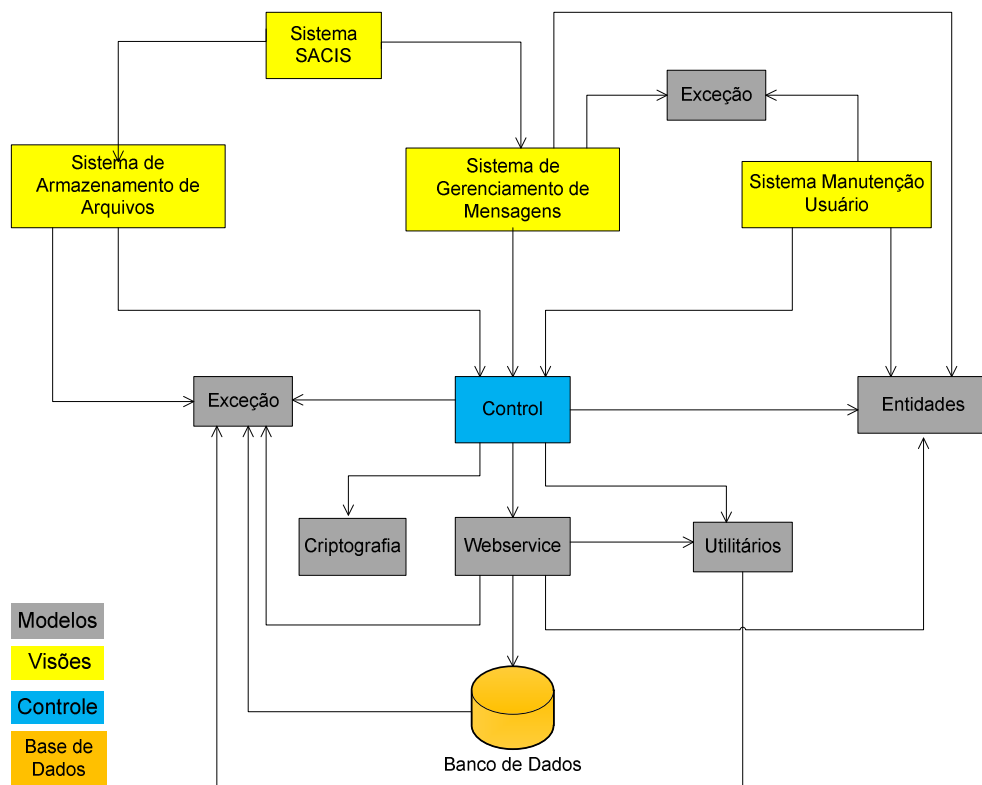 Sistema
SACIS
Exceção
Sistema de
Armazenamento de
Arquivos
Sistema de
Gerenciamento de
Mensagens
Sistema Manutenção
Usuário
Exceção
Control
Entidades
Criptografia
Webservice
Utilitários
Modelos
Visões
Controle
Base de
Dados
Banco de Dados